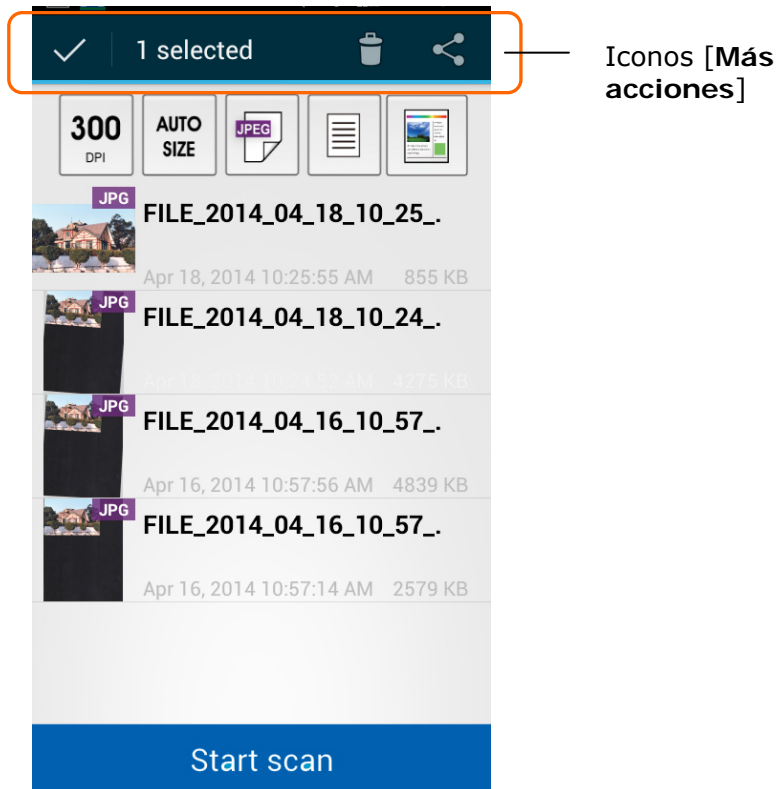 1 selected
Iconos [Más
acciones]
300
DPI
AUTO
SIZE
JPEG
JPG
FILE_2014_04_18_10_25_.
Apr 18, 2014 10:25:55 AM 855 KB
JPG
FILE_2014_04_18_10_24_.
4275 KB
JPG
FILE_2014_04_16_10_57_.
Apr 16, 2014 10:57:56 AM 4839 KB
JPG
FILE_2014_04_16_10_57_.
Apr 16, 2014 10:57:14 AM 2579 KB
Start scan